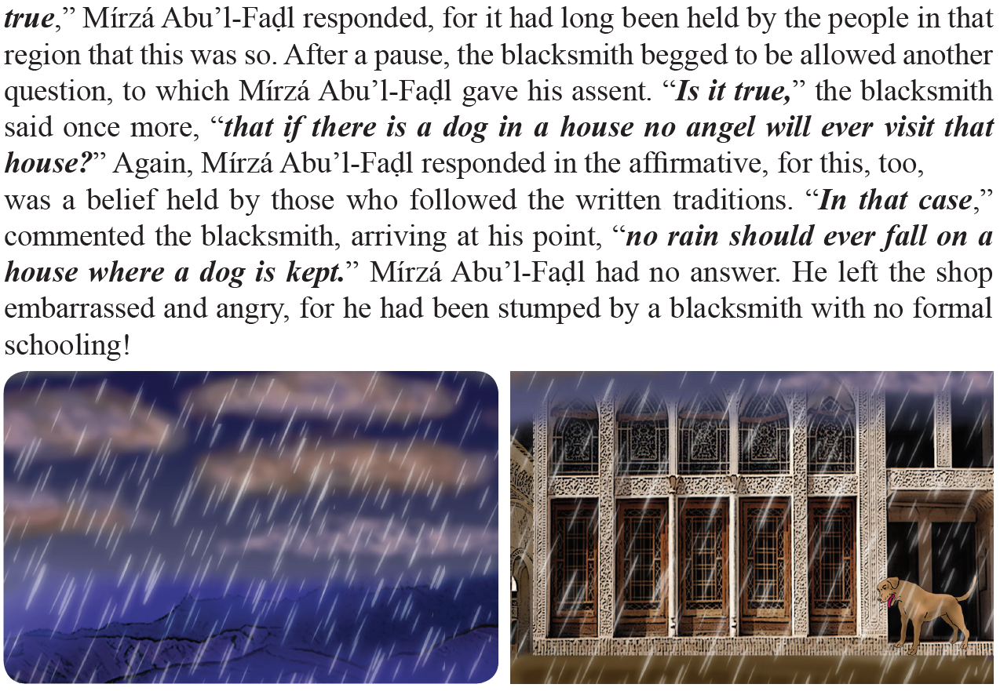 true,” Mírzá Abu’l-Faḍl responded, for it had long been held by the people in that
region that this was so. After a pause, the blacksmith begged to be allowed another
question, to which Mírzá Abu’l-Faḍl gave his assent. “Is it true,” the blacksmith
said once more, “that if there is a dog in a house no angel will ever visit that
house?” Again, Mírzá Abu’l-Faḍl responded in the affirmative, for this, too,
was a belief held by those who followed the written traditions. “In that case,”
commented the blacksmith, arriving at his point, “no rain should ever fall on a
house where a dog is kept.” Mírzá Abu’l-Faḍl had no answer. He left the shop
embarrassed and angry, for he had been stumped by a blacksmith with no formal
schooling!